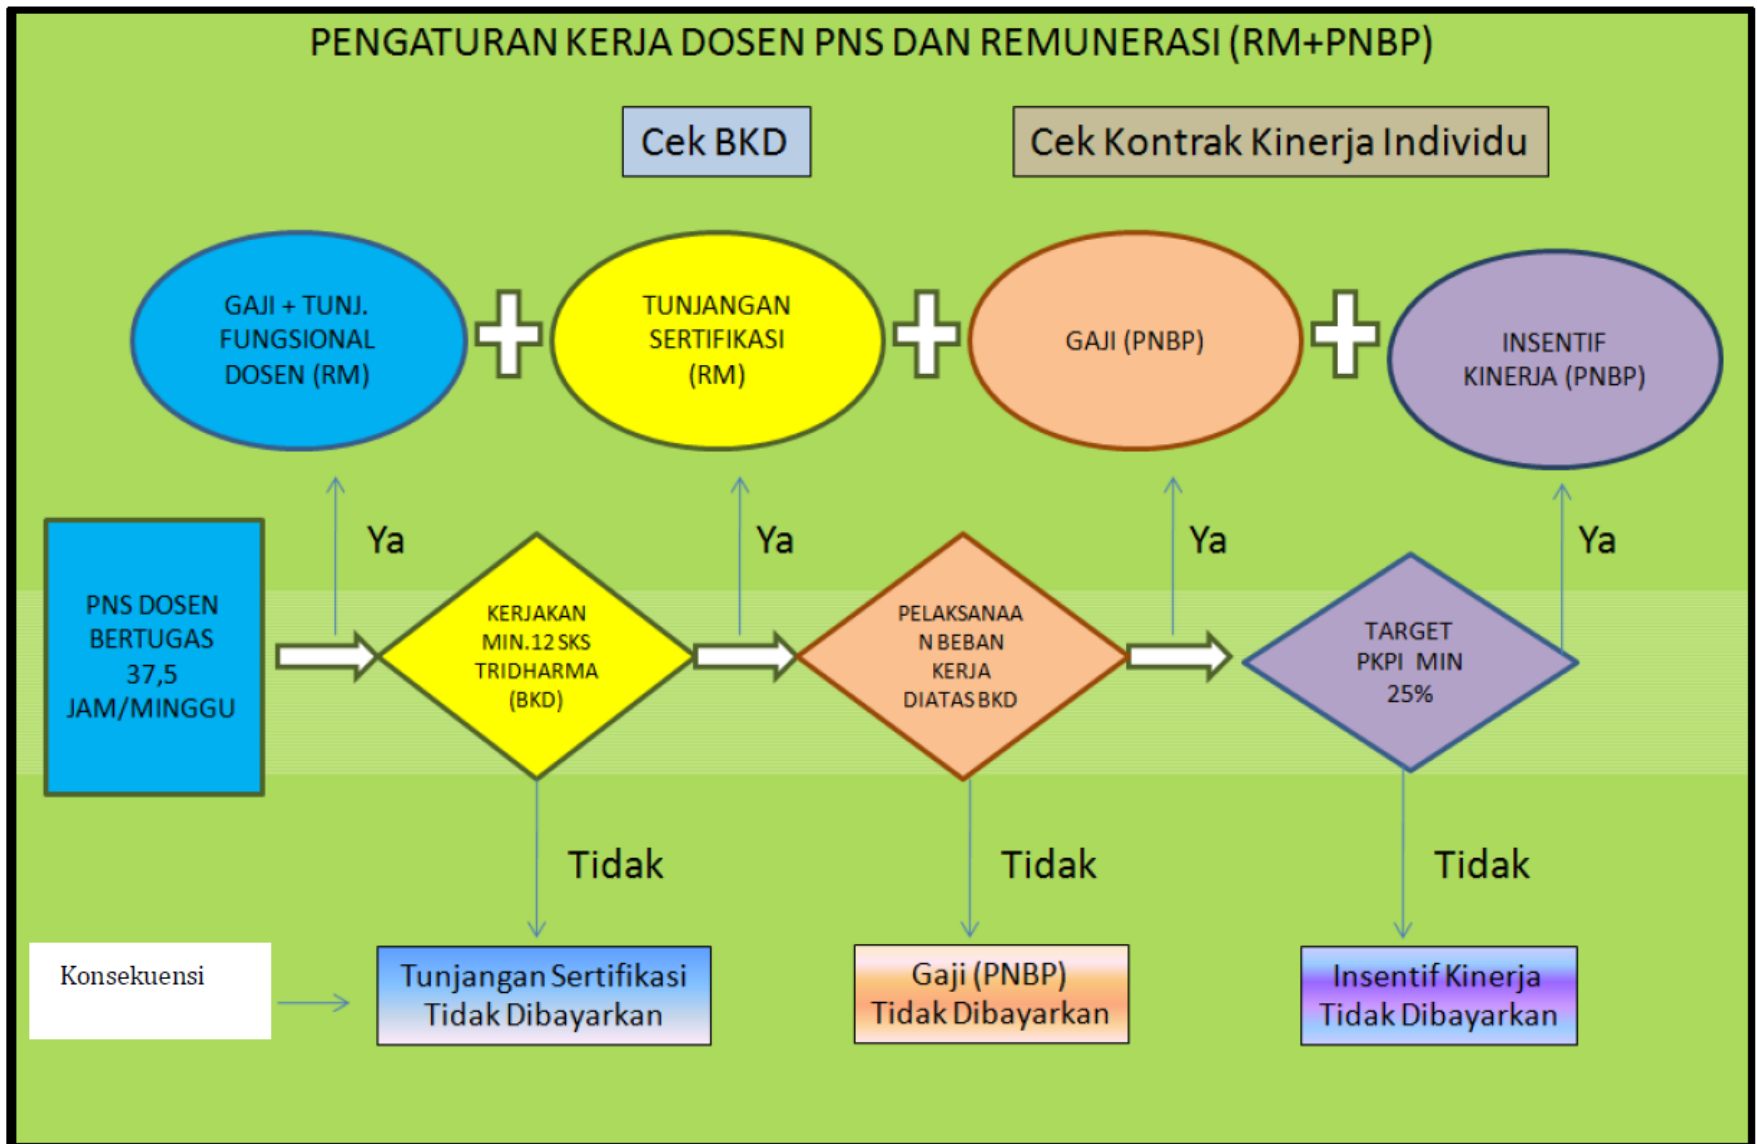 PENGATURAN KERJA DOSEN PNS DAN REMUNERASI (RM+PNBP)
Cek BKD
Cek Kontrak Kinerja Individu
GAJI + TUNJ.
FUNGSIONAL
DOSEN (RM)
TUNJANGAN
SERTIFIKASI
(RM)
GAJI (PNBP)
INSENTIF
KINERJA (PNBP)
Ya
Ya
Ya
Ya
PNS DOSEN
BERTUGAS
37,5
JAM/MINGGU
KERJAKAN
MIN.12 SKS
TRIDHARMA
(BKD)
PELAKSANAA
N BEBAN
KERJA
DIATAS BKD
TARGET
PKPI MIN
25%
Tidak
Tidak
Tidak
Konsekuensi
Tunjangan Sertifikasi
Tidak Dibayarkan
Gaji (PNBP)
Tidak Dibayarkan
Insentif Kinerja
Tidak Dibayarkan